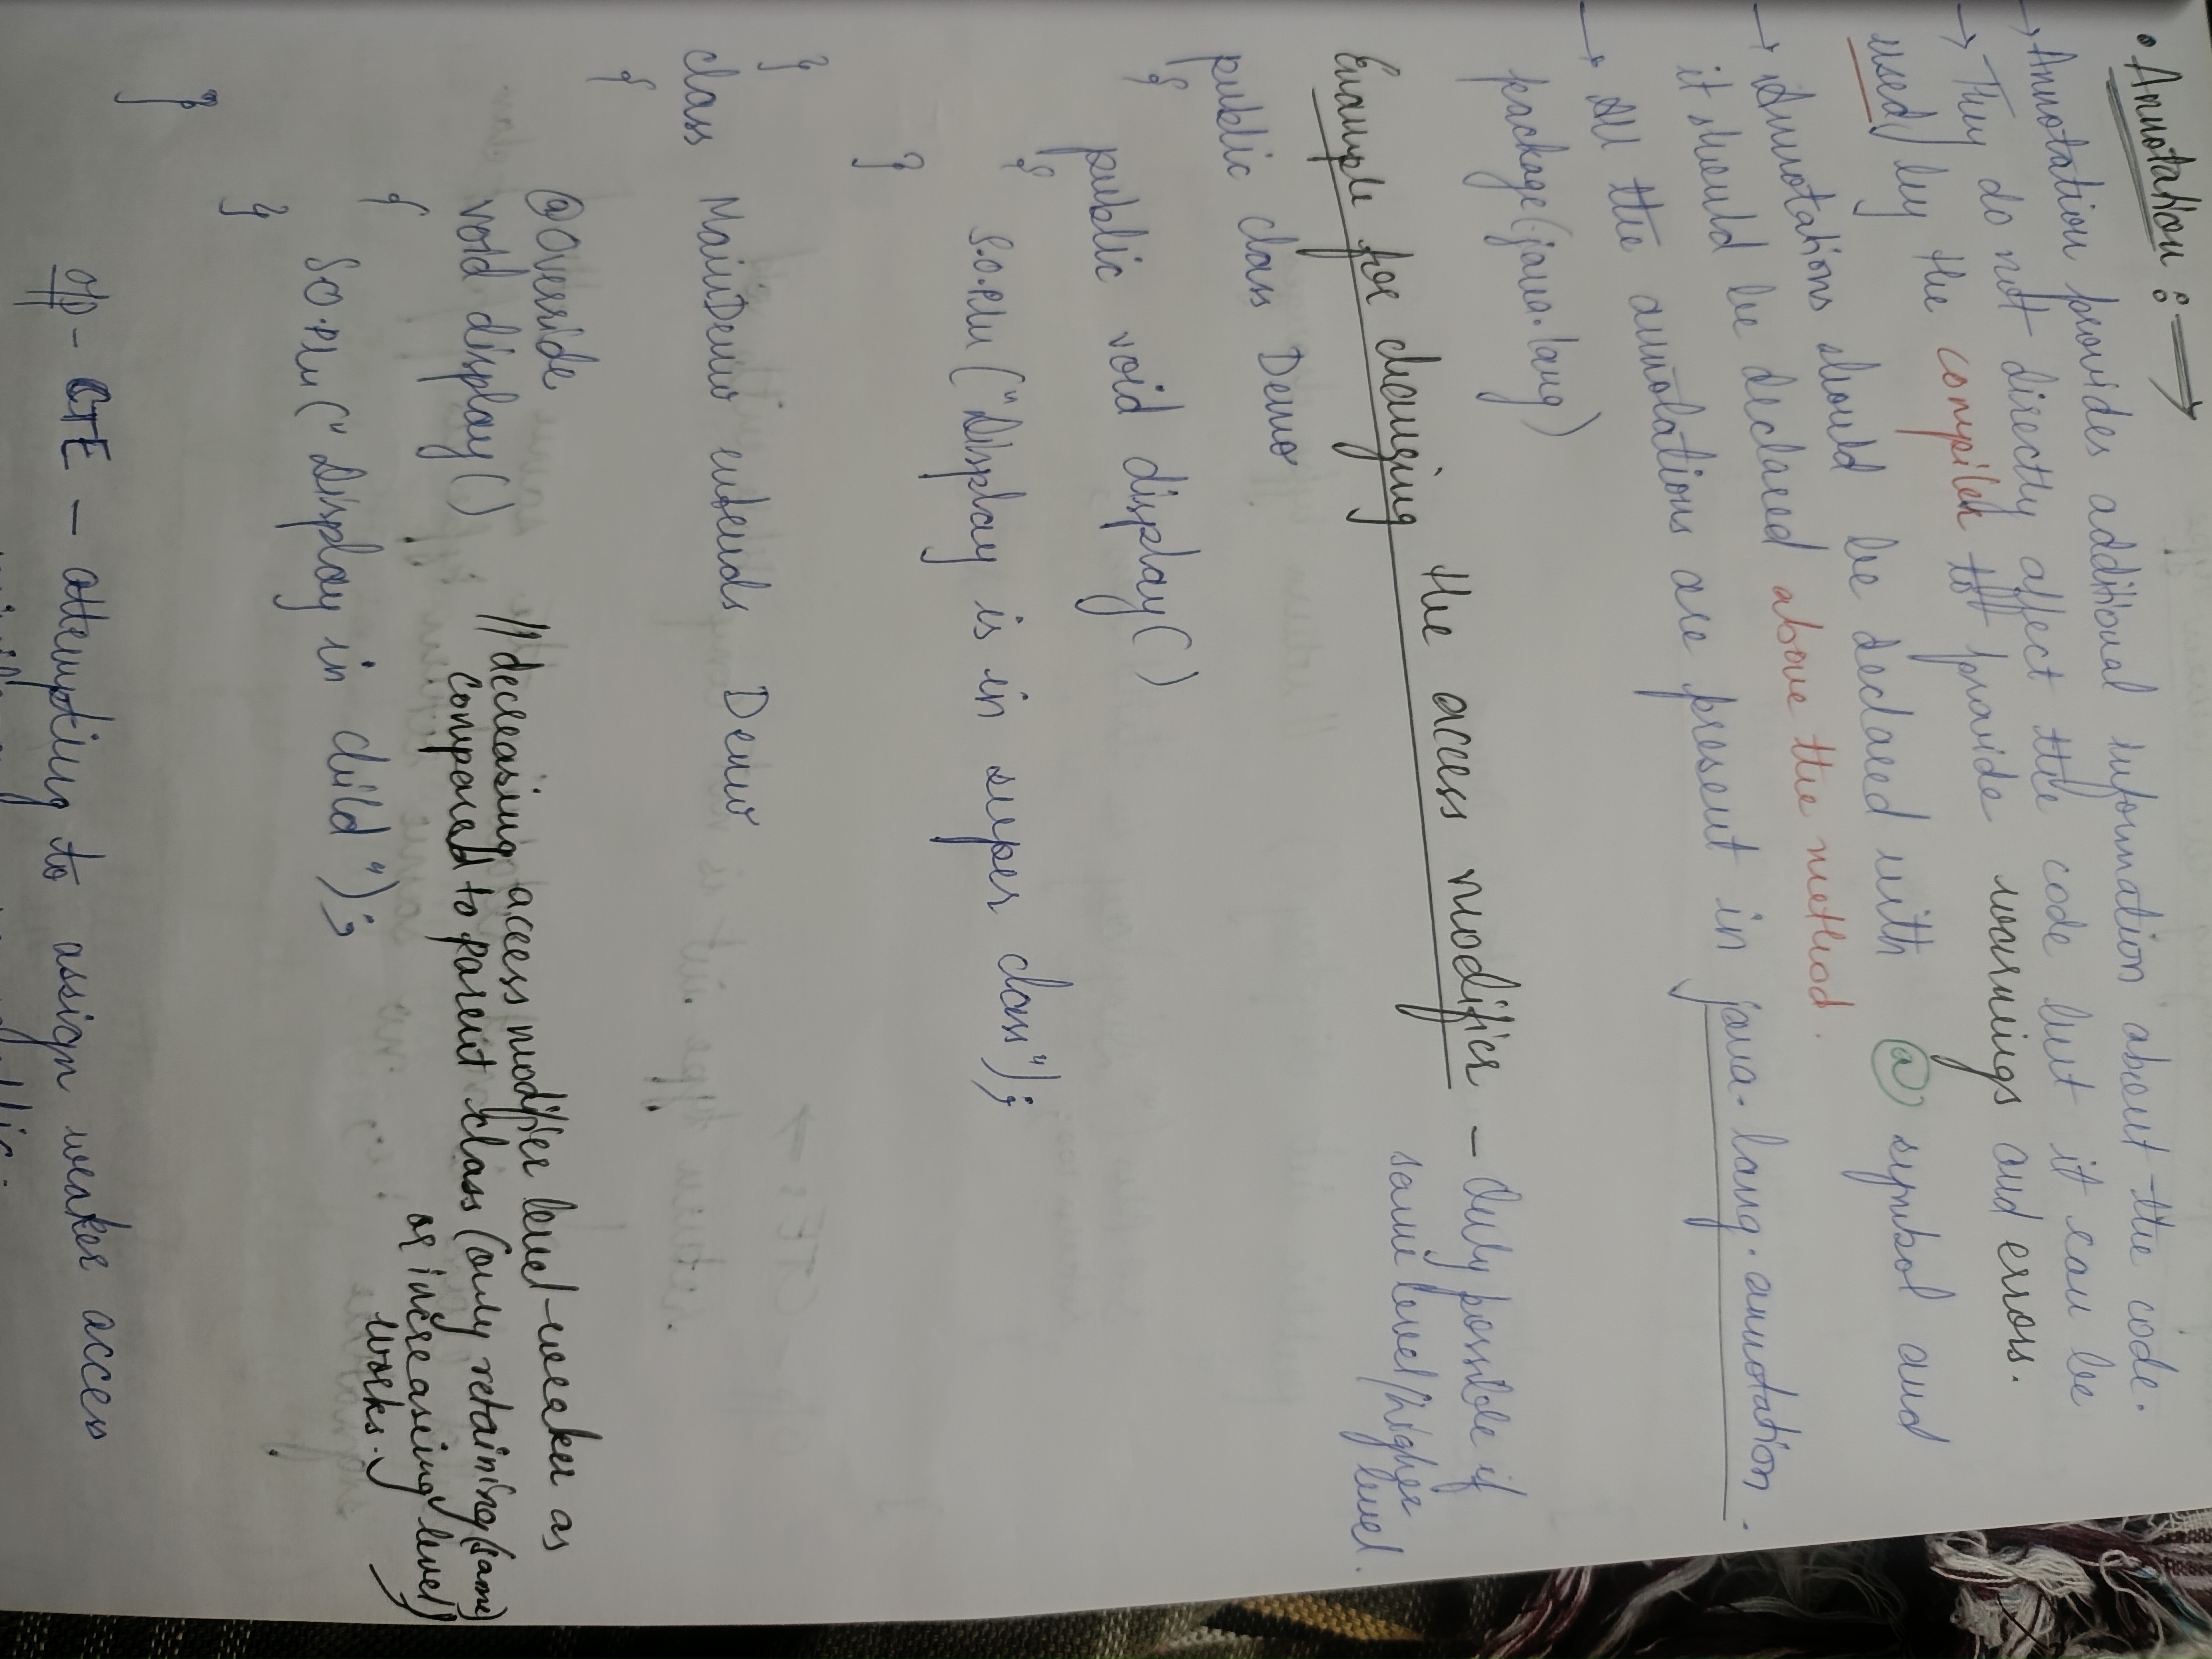 • Annotation :→
→ Annotation provides additional information about the code.
→ They do not directly affect the code but it can be
used by the compiler to provide warnings and errors.
→ Annotations should be declared with @ symbol and
it should be declared above the method.
→ All the annotations are present in java.lang.annotation.
package(java.lang)
Example for changing the access modifier – Only possible if
same level/higher
level.
public class Demo
{
public void display()
{
S.O.Pln ("Display is in super class");
}
}
class MainDemo extends Demo
{
@Override
void display() //decreasing access modifier level-weaker as
compared to parent class (only retaining(same)
or increasing level)
works.
{
SO.Pln("Display in child");
}
}
o/p - CTE – attempting to assign weaker access